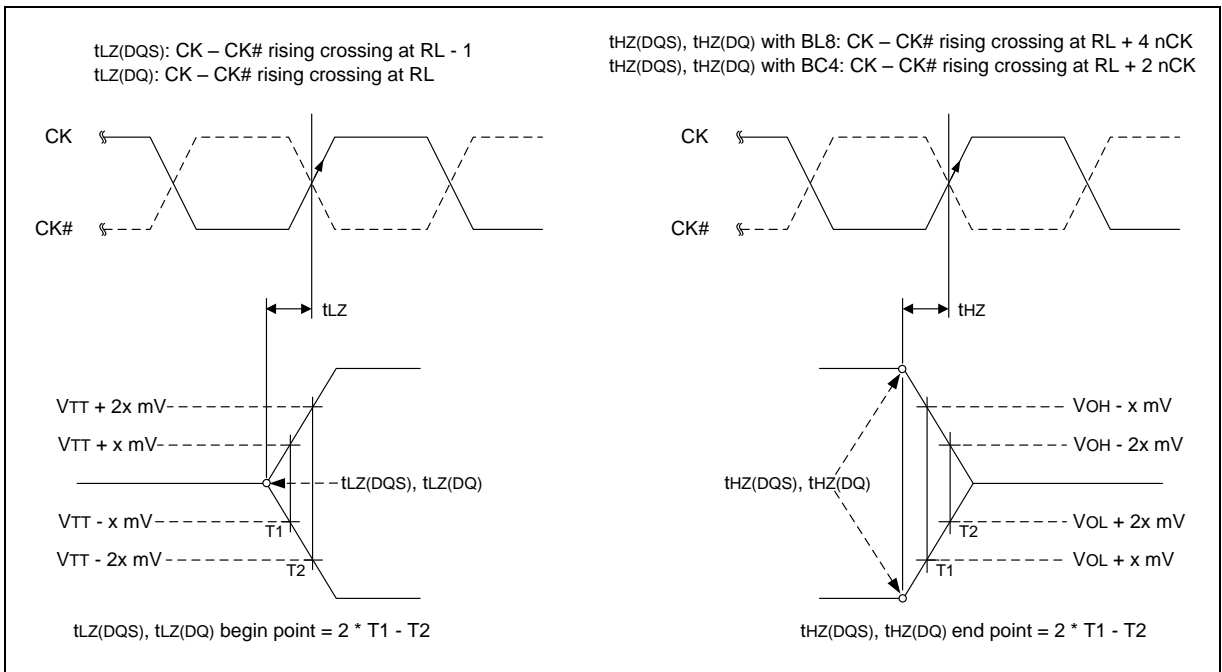 tLZ(DQS): CK – CK# rising crossing at RL - 1
tLZ(DQ): CK – CK# rising crossing at RL
CK
CK#
tLZ
VTT + 2x mV
VTT + x mV
VTT - x mV
VTT - 2x mV
tLZ(DQS), tLZ(DQ)
T1
T2
tLZ(DQS), tLZ(DQ) begin point = 2 * T1 - T2
tHZ(DQS), tHZ(DQ) with BL8: CK – CK# rising crossing at RL + 4 nCK
tHZ(DQS), tHZ(DQ) with BC4: CK – CK# rising crossing at RL + 2 nCK
CK
CK#
tHZ
VOH - x mV
VOH - 2x mV
tHZ(DQS), tHZ(DQ)
VOL + 2x mV
VOL + x mV
T2
T1
tHZ(DQS), tHZ(DQ) end point = 2 * T1 - T2